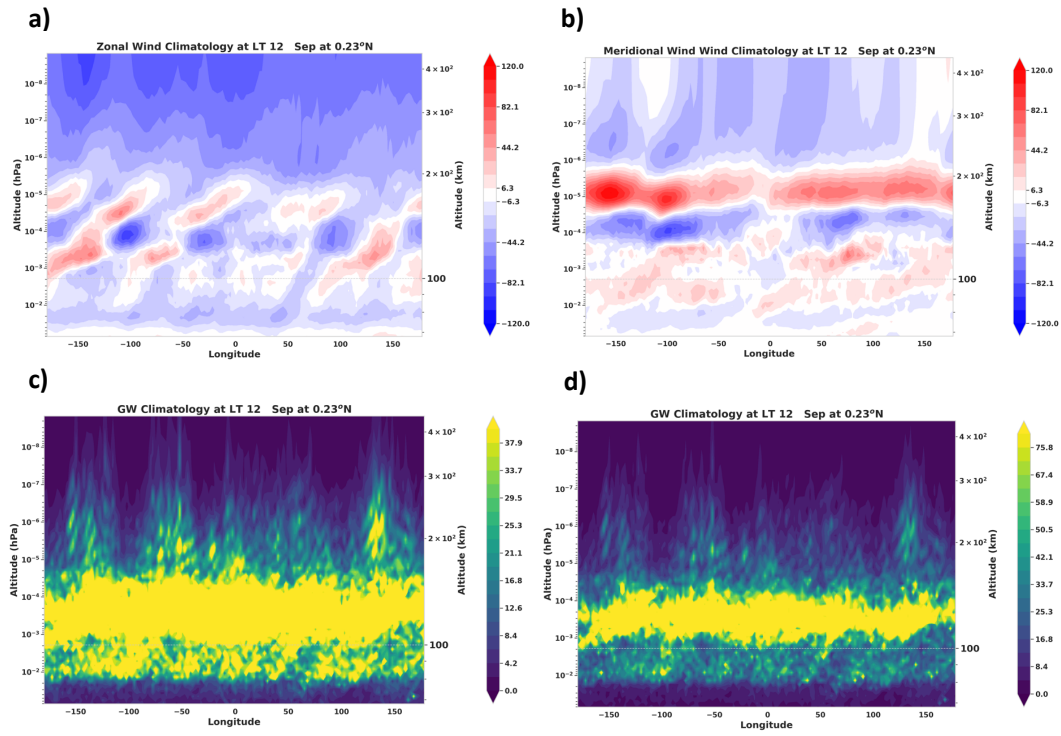 a)
Zonal Wind Climatology at LT 12 Sep at 0.23°N
Altitude (hPa)
10⁻⁸
10⁻⁷
10⁻⁶
10⁻⁵
10⁻⁴
10⁻³
10⁻²
−150 −100 −50 0 50 100 150
Longitude
4 × 10²
3 × 10²
2 × 10²
100
Altitude (km)
120.0
82.1
44.2
6.3
−6.3
−44.2
−82.1
−120.0
b)
Meridional Wind Wind Climatology at LT 12 Sep at 0.23°N
Altitude (hPa)
10⁻⁸
10⁻⁷
10⁻⁶
10⁻⁵
10⁻⁴
10⁻³
10⁻²
−150 −100 −50 0 50 100 150
Longitude
4 × 10²
3 × 10²
2 × 10²
100
Altitude (km)
120.0
82.1
44.2
6.3
−6.3
−44.2
−82.1
−120.0
c)
GW Climatology at LT 12 Sep at 0.23°N
Altitude (hPa)
10⁻⁸
10⁻⁷
10⁻⁶
10⁻⁵
10⁻⁴
10⁻³
10⁻²
−150 −100 −50 0 50 100 150
Longitude
4 × 10²
3 × 10²
2 × 10²
100
Altitude (km)
37.9
33.7
29.5
25.3
21.1
16.8
12.6
8.4
4.2
0.0
d)
GW Climatology at LT 12 Sep at 0.23°N
Altitude (hPa)
10⁻⁸
10⁻⁷
10⁻⁶
10⁻⁵
10⁻⁴
10⁻³
10⁻²
−150 −100 −50 0 50 100 150
Longitude
4 × 10²
3 × 10²
2 × 10²
100
Altitude (km)
75.8
67.4
58.9
50.5
42.1
33.7
25.3
16.8
8.4
0.0